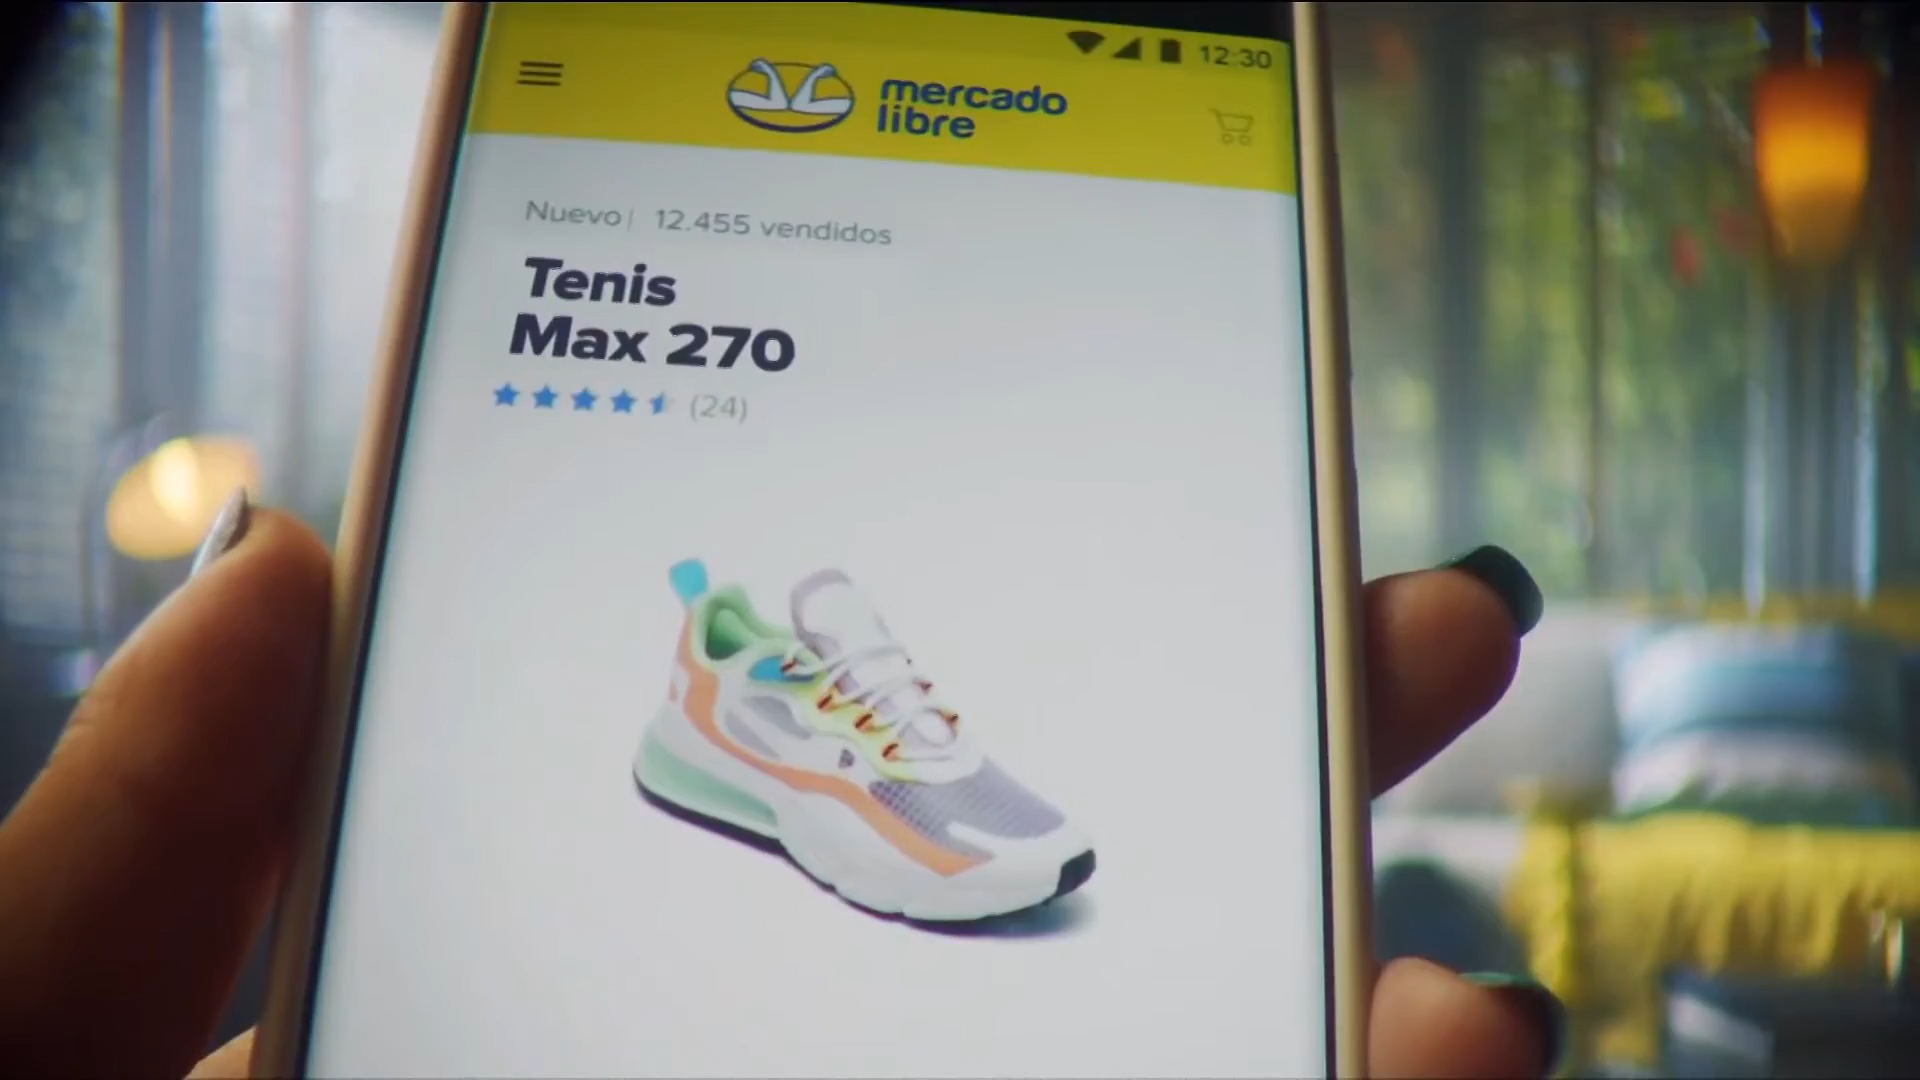 12:30
mercado
libre
Nuevo | 12.455 vendidos
Tenis
Max 270
(24)